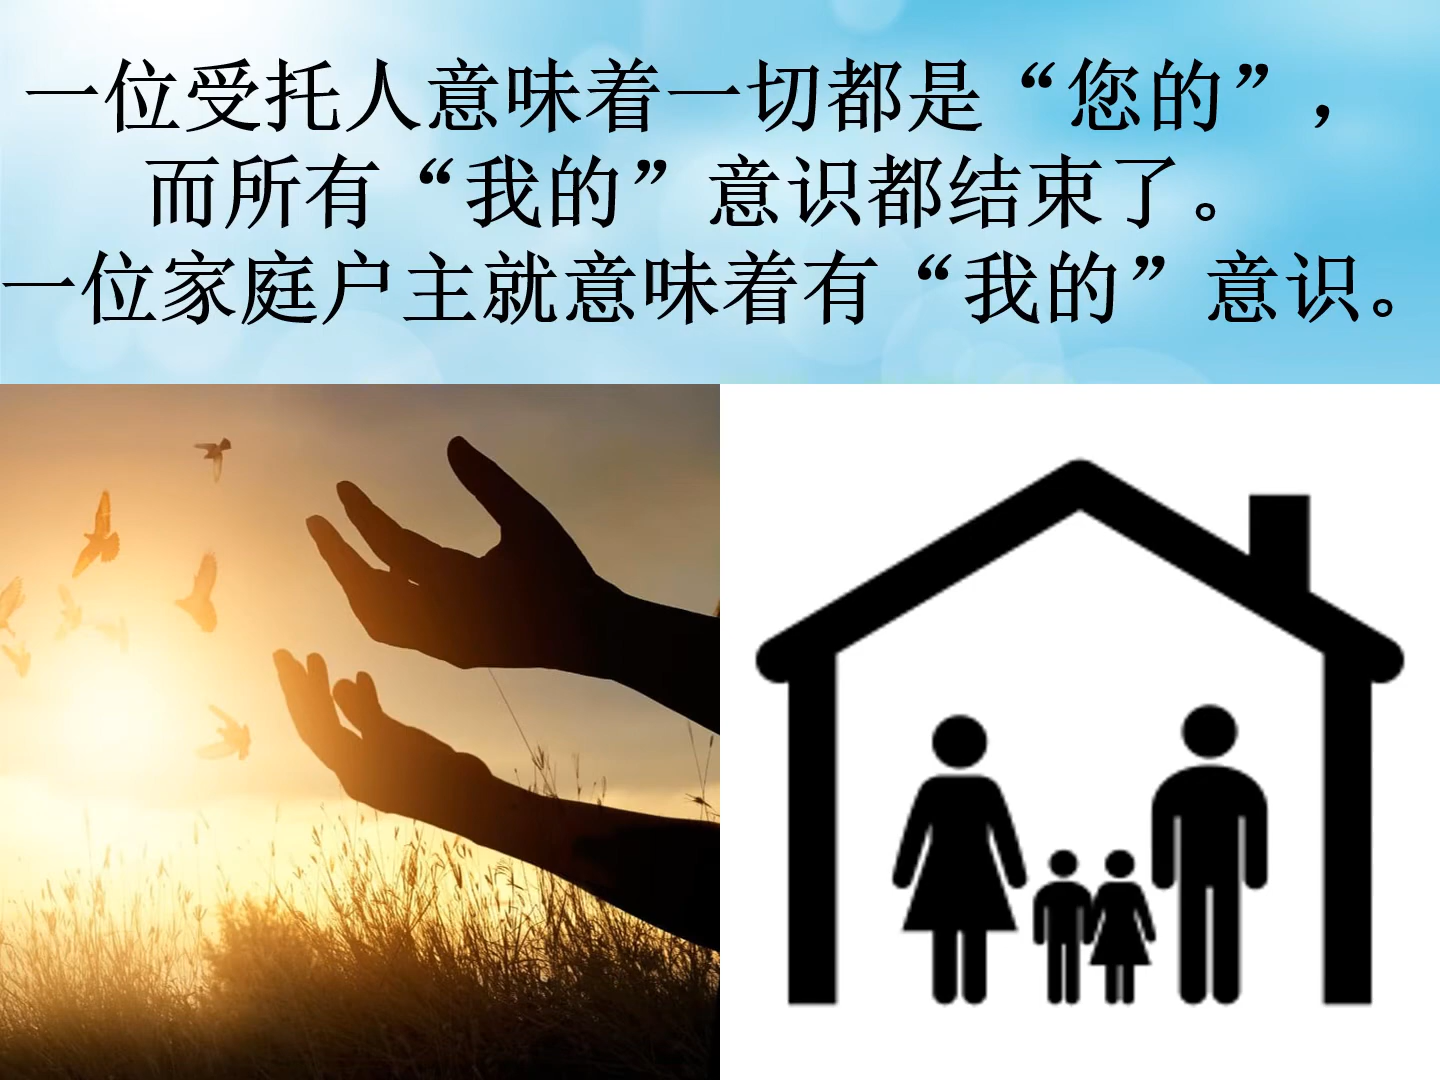 一位受托人意味着一切都是“您的”，
而所有“我的”意识都结束了。
一位家庭户主就意味着有“我的”意识。